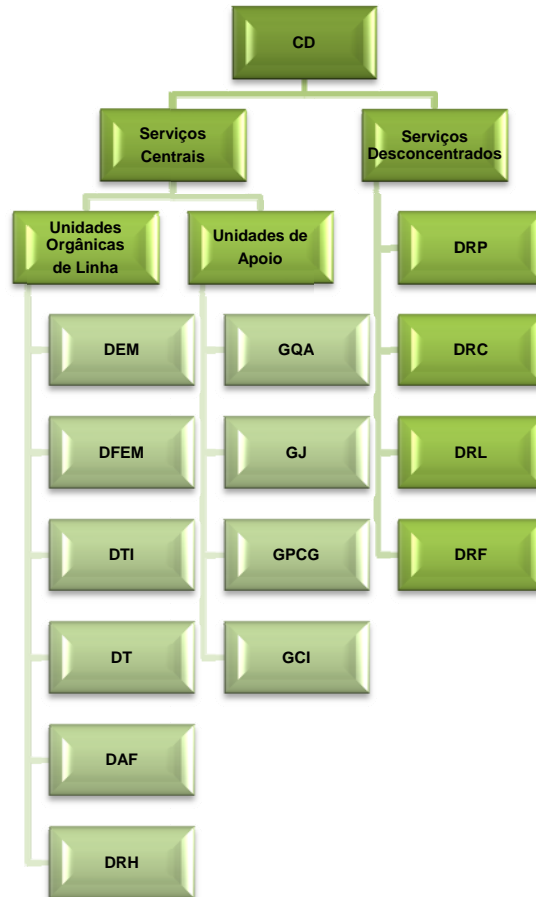 CD
Serviços
Centrais
Serviços
Desconcentrados
Unidades
Orgânicas
de Linha
Unidades de
Apoio
DEM
DFEM
DTI
DT
DAF
DRH
GQA
GJ
GPCG
GCI
DRP
DRC
DRL
DRF